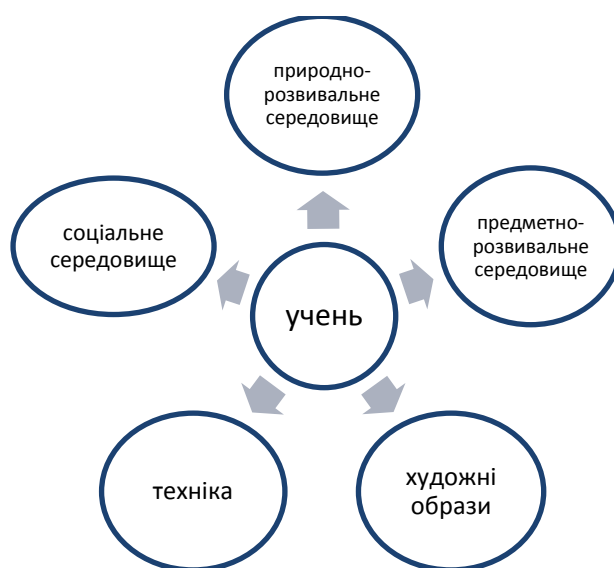 природно-
розвивальне
середовище
соціальне
середовище
предметно-
розвивальне
середовище
учень
техніка
художні
образи